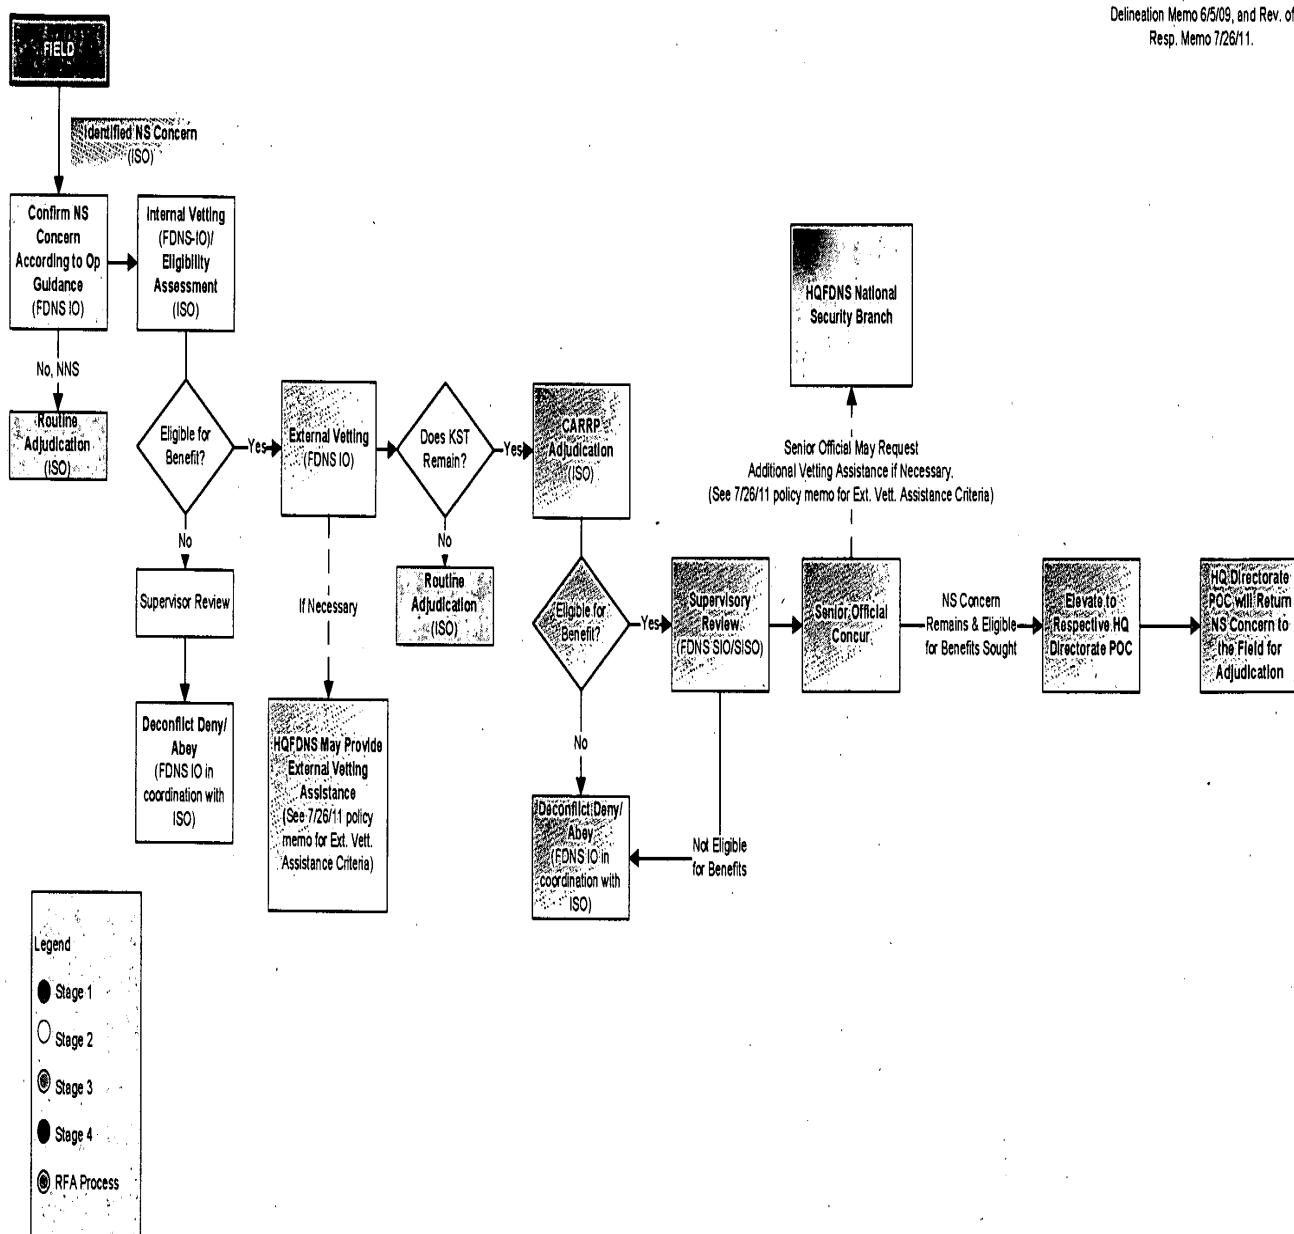 Delineation Memo 6/5/09, and Rev. of
Resp. Memo 7/26/11.
FIELD
Identified NS Concern
(ISO)
Confirm NS
Concern
According to Op
Guidance
(FDNS IO)
Internal Vetting
(FDNS-IO)/
Eligibility
Assessment
(ISO)
No, NNS
Routine
Adjudication
(ISO)
Eligible for
Benefit?
Yes
External Vetting
(FDNS IO)
Does KST
Remain?
Yes
CARRP
Adjudication
(ISO)
HQFDNS National
Security Branch
Senior Official May Request
Additional Vetting Assistance if Necessary.
(See 7/26/11 policy memo for Ext. Vett. Assistance Criteria)
No
Supervisor Review
Deconflict Deny/
Abey
(FDNS IO in
coordination with
ISO)
If Necessary
HQFDNS May Provide
External Vetting
Assistance
(See 7/26/11 policy
memo for Ext. Vett.
Assistance Criteria)
No
Routine
Adjudication
(ISO)
Eligible for
Benefit?
Yes
Supervisory
Review
(FDNS SIO/SISO)
Senior Official
Concur
NS Concern
Remains & Eligible
for Benefits Sought
Elevate to
Respective HQ
Directorate POC
HQ Directorate
POC will Return
NS Concern to
the Field for
Adjudication
No
Deconflict Deny/
Abey
(FDNS IO in
coordination with
ISO)
Not Eligible
for Benefits
Legend
Stage 1
Stage 2
Stage 3
Stage 4
RFA Process